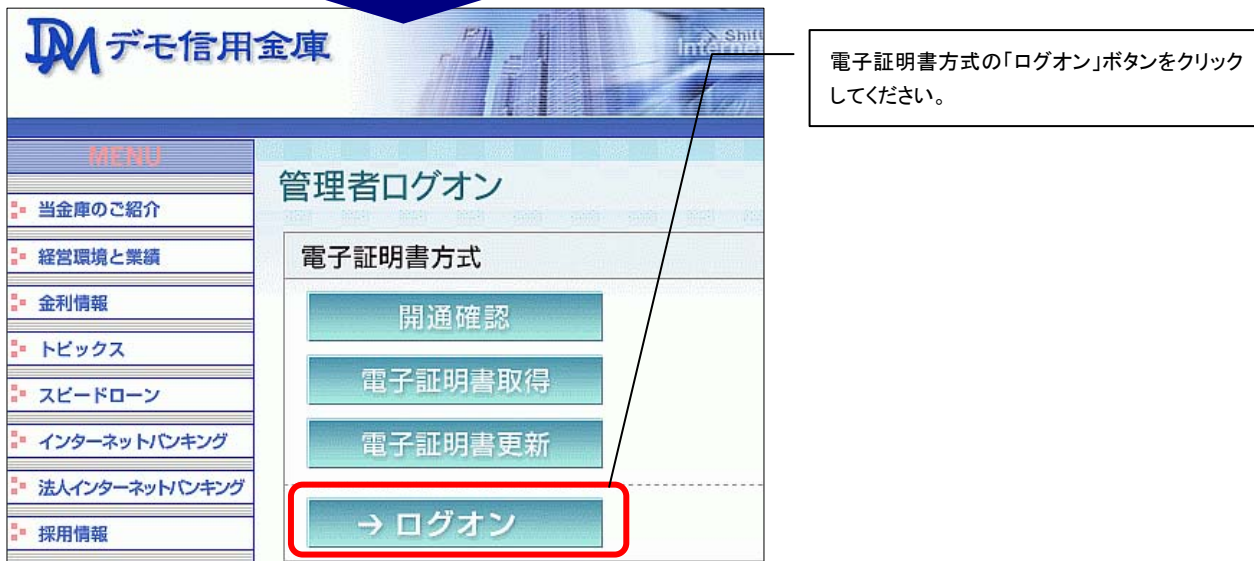 DMデモ信用金庫
Shift
Interne
電子証明書方式の「ログオン」ボタンをクリック
してください。
MENU
当金庫のご紹介
経営環境と業績
金利情報
トピックス
スピードローン
インターネットバンキング
法人インターネットバンキング
採用情報
管理者ログオン
電子証明書方式
開通確認
電子証明書取得
電子証明書更新
→ ログオン